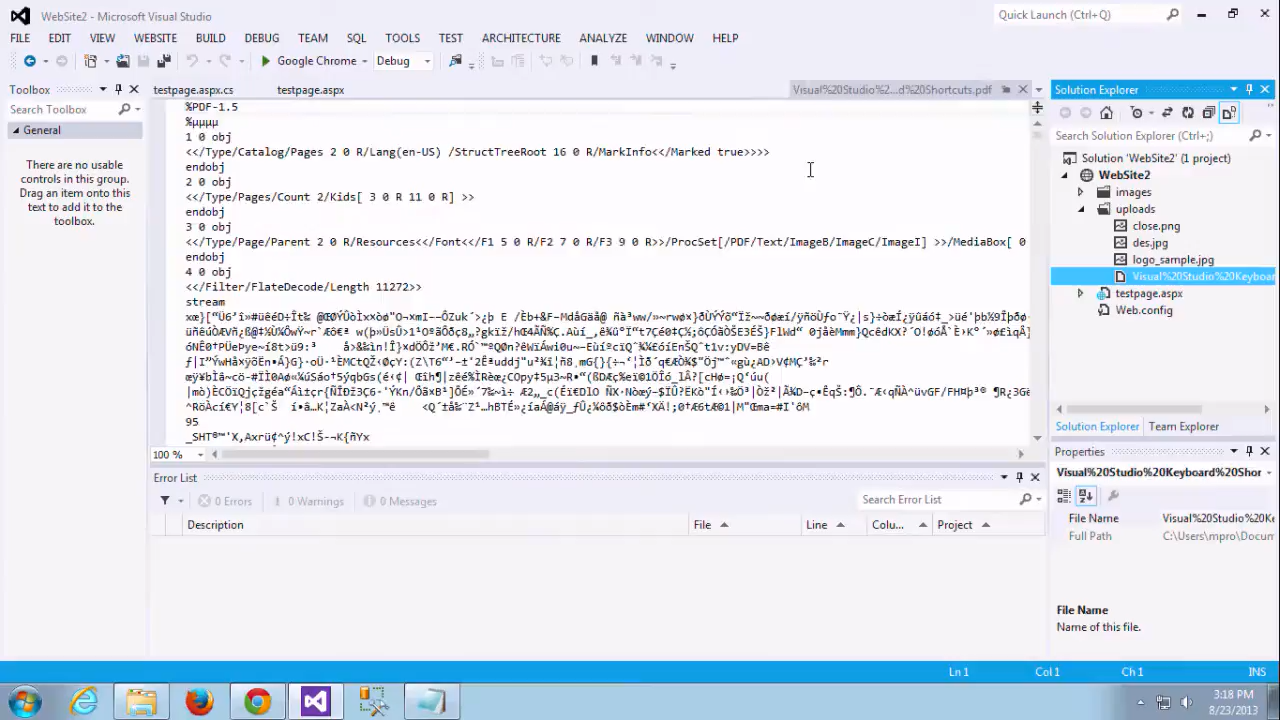 WebSite2 - Microsoft Visual Studio
Quick Launch (Ctrl+Q)
FILE EDIT VIEW WEBSITE BUILD DEBUG TEAM SQL TOOLS TEST ARCHITECTURE ANALYZE WINDOW HELP
Google Chrome Debug
Toolbox
Search Toolbox
General
There are no usable
controls in this group.
Drag an item onto this
text to add it to the
toolbox.
testpage.aspx.cs testpage.aspx Visual%20Studio%2...d%20Shortcuts.pdf
%PDF-1.5
%µµµµ
1 0 obj
<</Type/Catalog/Pages 2 0 R/Lang(en-US) /StructTreeRoot 16 0 R/MarkInfo<</Marked true>>>>
endobj
2 0 obj
<</Type/Pages/Count 2/Kids[ 3 0 R 11 0 R] >>
endobj
3 0 obj
<</Type/Page/Parent 2 0 R/Resources<</Font<</F1 5 0 R/F2 7 0 R/F3 9 0 R>>/ProcSet[/PDF/Text/ImageB/ImageC/ImageI] >>/MediaBox[ 0
endobj
4 0 obj
<</Filter/FlateDecode/Length 11272>>
stream
95
100 %
Solution Explorer
Search Solution Explorer (Ctrl+;)
Solution 'WebSite2' (1 project)
WebSite2
images
uploads
close.png
des.jpg
logo_sample.jpg
Visual%20Studio%20Keyboar
testpage.aspx
Web.config
Solution Explorer Team Explorer
Properties
Visual%20Studio%20Keyboard%20Shor
File Name Visual%20Studio%20Ke
Full Path C:\Users\mpro\Docum
File Name
Name of this file.
Error List
0 Errors 0 Warnings 0 Messages
Search Error List
Description File Line Colu... Project
Ln 1 Col 1 Ch 1 INS
3:18 PM
8/23/2013